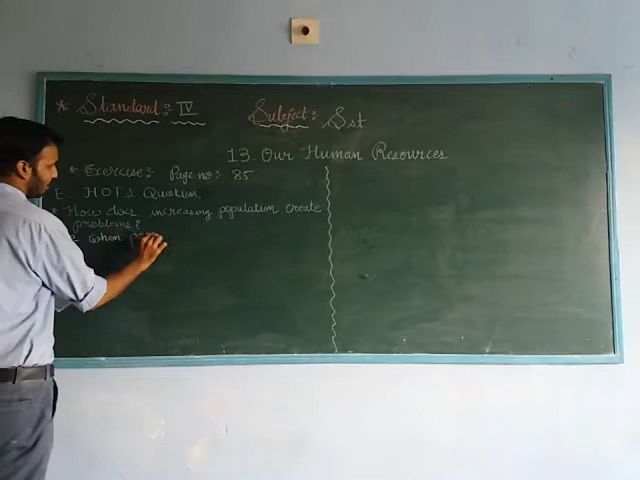 * Standard: IV Subject: Sst
13. Our Human Resources
* Exercise:- Page no:- 85
E. HOTS Question.
How does increasing population create
problems?
when